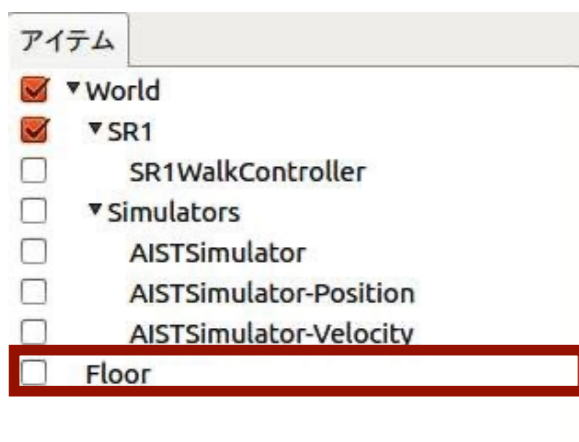 アイテム
World
SR1
SR1WalkController
Simulators
AISTSimulator
AISTSimulator-Position
AISTSimulator-Velocity
Floor